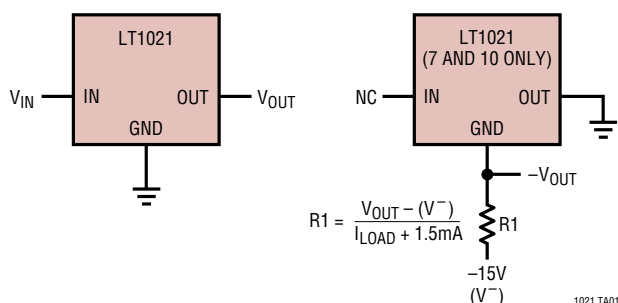 LT1021
V_IN
IN
OUT
V_OUT
GND
LT1021
(7 AND 10 ONLY)
NC
IN
OUT
GND
–V_OUT
R1 = V_OUT – (V⁻) / I_LOAD + 1.5mA
R1
–15V
(V⁻)
1021 TA01